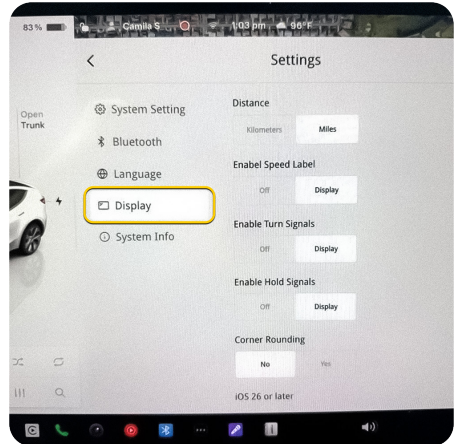 83 %
Camila S
1:03 pm
96°F
Settings
Open
Trunk
System Setting
Bluetooth
Language
Display
System Info
Distance
Kilometers
Miles
Enabel Speed Label
Off
Display
Enable Turn Signals
Off
Display
Enable Hold Signals
Off
Display
Corner Rounding
No
Yes
iOS 26 or later